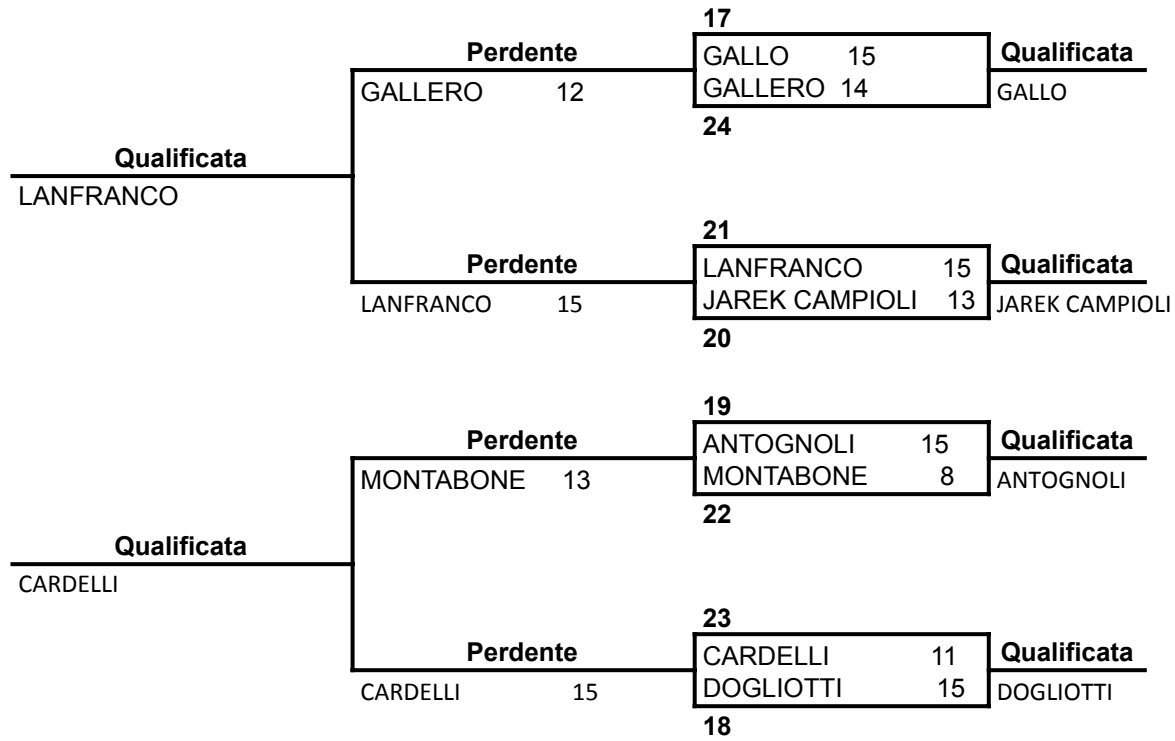 17
Perdente
GALLO 15
Qualificata
GALLERO 12
GALLERO 14
GALLO
24
Qualificata
LANFRANCO
21
Perdente
LANFRANCO 15
Qualificata
LANFRANCO 15
JAREK CAMPIOLI 13
JAREK CAMPIOLI
20
19
Perdente
ANTOGNOLI 15
Qualificata
MONTABONE 13
MONTABONE 8
ANTOGNOLI
22
Qualificata
CARDELLI
23
Perdente
CARDELLI 11
Qualificata
CARDELLI 15
DOGLIOTTI 15
DOGLIOTTI
18